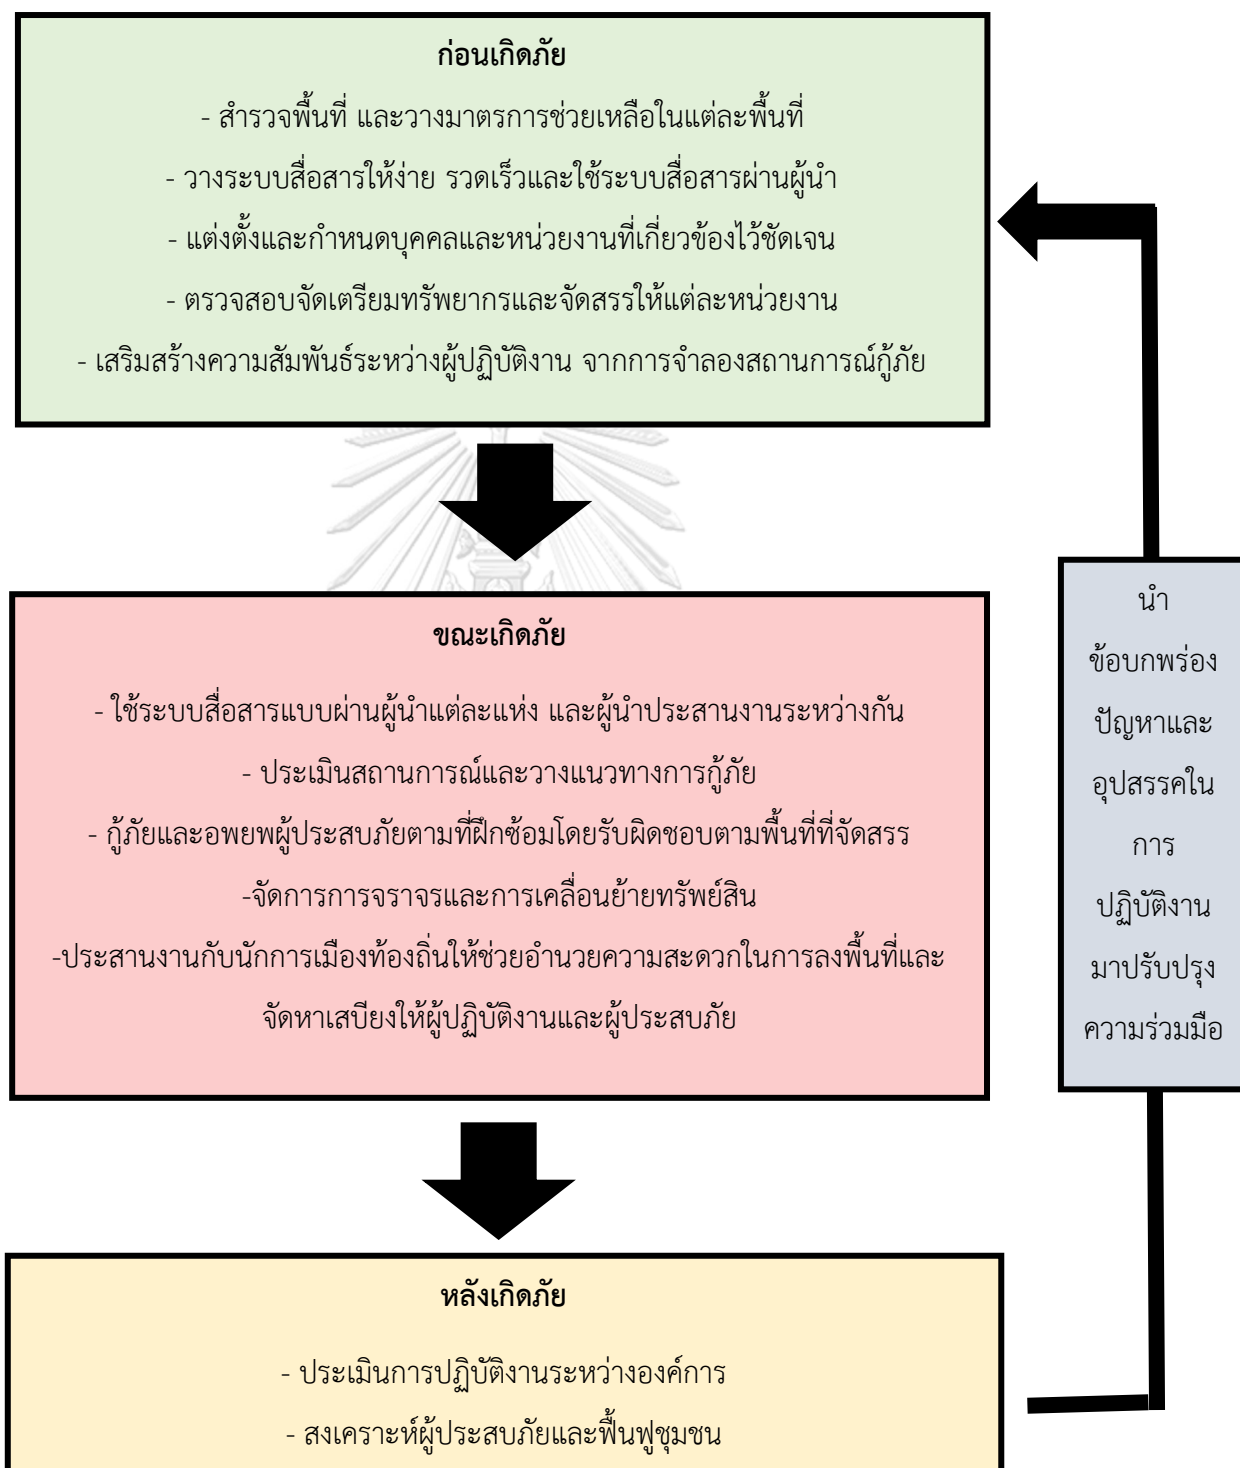 ก่อนเกิดภัย
- สำรวจพื้นที่ และวางมาตรการช่วยเหลือในแต่ละพื้นที่
- วางระบบสื่อสารให้ง่าย รวดเร็วและใช้ระบบสื่อสารผ่านผู้นำ
- แต่งตั้งและกำหนดบุคคลและหน่วยงานที่เกี่ยวข้องไว้ชัดเจน
- ตรวจสอบจัดเตรียมทรัพยากรและจัดสรรให้แต่ละหน่วยงาน
- เสริมสร้างความสัมพันธ์ระหว่างผู้ปฏิบัติงาน จากการจำลองสถานการณ์กู้ภัย
ขณะเกิดภัย
- ใช้ระบบสื่อสารแบบผ่านผู้นำแต่ละแห่ง และผู้นำประสานงานระหว่างกัน
- ประเมินสถานการณ์และวางแนวทางการกู้ภัย
- กู้ภัยและอพยพผู้ประสบภัยตามที่ฝึกซ้อมโดยรับผิดชอบตามพื้นที่ที่จัดสรร
-จัดการการจราจรและการเคลื่อนย้ายทรัพย์สิน
-ประสานงานกับนักการเมืองท้องถิ่นให้ช่วยอำนวยความสะดวกในการลงพื้นที่และ
จัดหาเสบียงให้ผู้ปฏิบัติงานและผู้ประสบภัย
หลังเกิดภัย
- ประเมินการปฏิบัติงานระหว่างองค์การ
- สงเคราะห์ผู้ประสบภัยและฟื้นฟูชุมชน
นำ
ข้อบกพร่อง
ปัญหาและ
อุปสรรคใน
การ
ปฏิบัติงาน
มาปรับปรุง
ความร่วมมือ